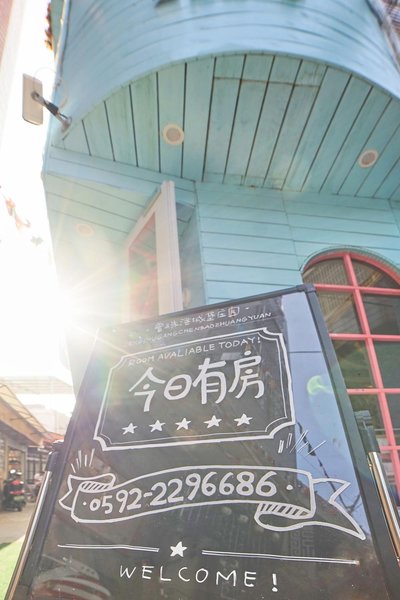 ROOM AVALIABLE TODAY!
今日有房
0592-2296686
WELCOME!